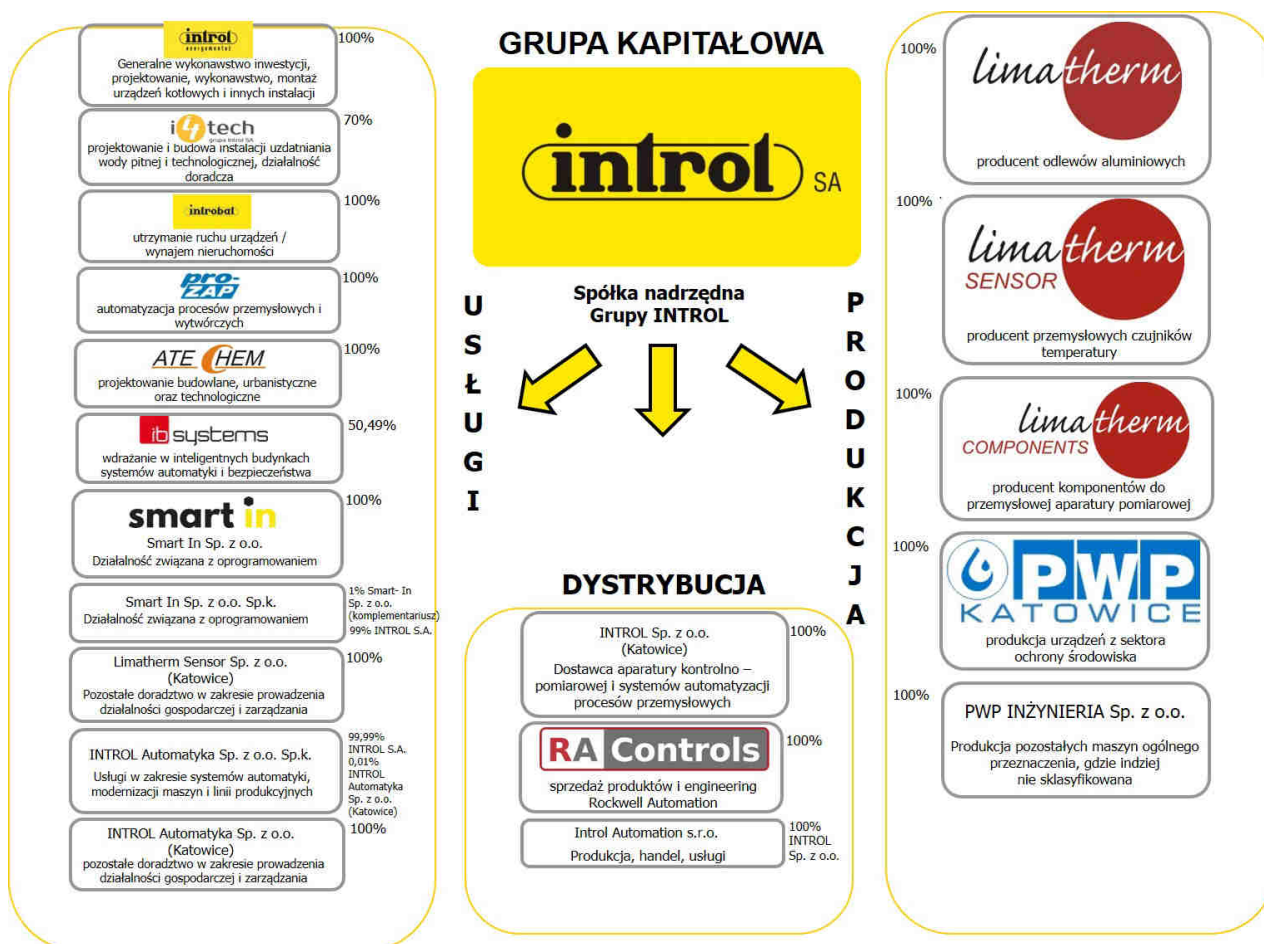 introl
energomontaż
100%
Generalne wykonawstwo inwestycji,
projektowanie, wykonawstwo, montaż
urządzeń kotłowych i innych instalacji
i4tech
grupa Introl SA
70%
projektowanie i budowa instalacji uzdatniania
wody pitnej i technologicznej, działalność
doradcza
introbat
100%
utrzymanie ruchu urządzeń /
wynajem nieruchomości
pro-
ZAP
100%
automatyzacja procesów przemysłowych i
wytwórczych
ATE CHEM
100%
projektowanie budowlane, urbanistyczne
oraz technologiczne
ib systems
50,49%
wdrażanie w inteligentnych budynkach
systemów automatyki i bezpieczeństwa
smart in
100%
Smart In Sp. z o.o.
Działalność związana z oprogramowaniem
Smart In Sp. z o.o. Sp.k.
Działalność związana z oprogramowaniem
1% Smart- In
Sp. z o.o.
(komplementariusz)
99% INTROL S.A.
Limatherm Sensor Sp. z o.o.
(Katowice)
Pozostałe doradztwo w zakresie prowadzenia
działalności gospodarczej i zarządzania
100%
INTROL Automatyka Sp. z o.o. Sp.k.
Usługi w zakresie systemów automatyki,
modernizacji maszyn i linii produkcyjnych
99,99%
INTROL S.A.
0,01%
INTROL
Automatyka
Sp. z o.o.
(Katowice)
INTROL Automatyka Sp. z o.o.
(Katowice)
pozostałe doradztwo w zakresie prowadzenia
działalności gospodarczej i zarządzania
100%
GRUPA KAPITAŁOWA
introl SA
Spółka nadrzędna
Grupy INTROL
USŁUGI
PRODUKCJA
DYSTRYBUCJA
INTROL Sp. z o.o.
(Katowice)
Dostawca aparatury kontrolno –
pomiarowej i systemów automatyzacji
procesów przemysłowych
100%
RA Controls
100%
sprzedaż produktów i engineering
Rockwell Automation
Introl Automation s.r.o.
Produkcja, handel, usługi
100%
INTROL
Sp. z o.o.
100%
limatherm
producent odlewów aluminiowych
100%
limatherm
SENSOR
producent przemysłowych czujników
temperatury
100%
limatherm
COMPONENTS
producent komponentów do
przemysłowej aparatury pomiarowej
100%
PWP
KATOWICE
produkcja urządzeń z sektora
ochrony środowiska
100%
PWP INŻYNIERIA Sp. z o.o.
Produkcja pozostałych maszyn ogólnego
przeznaczenia, gdzie indziej
nie sklasyfikowana